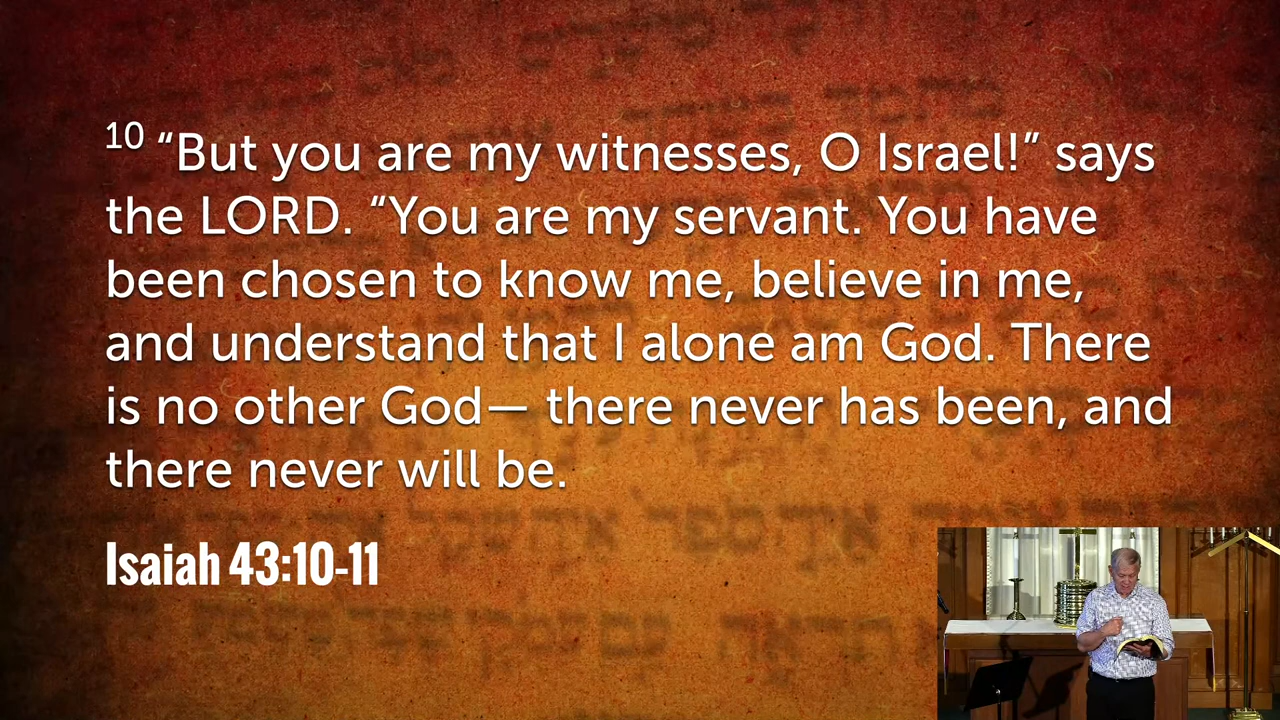 10 “But you are my witnesses, O Israel!” says
the LORD. “You are my servant. You have
been chosen to know me, believe in me,
and understand that I alone am God. There
is no other God— there never has been, and
there never will be.
Isaiah 43:10-11